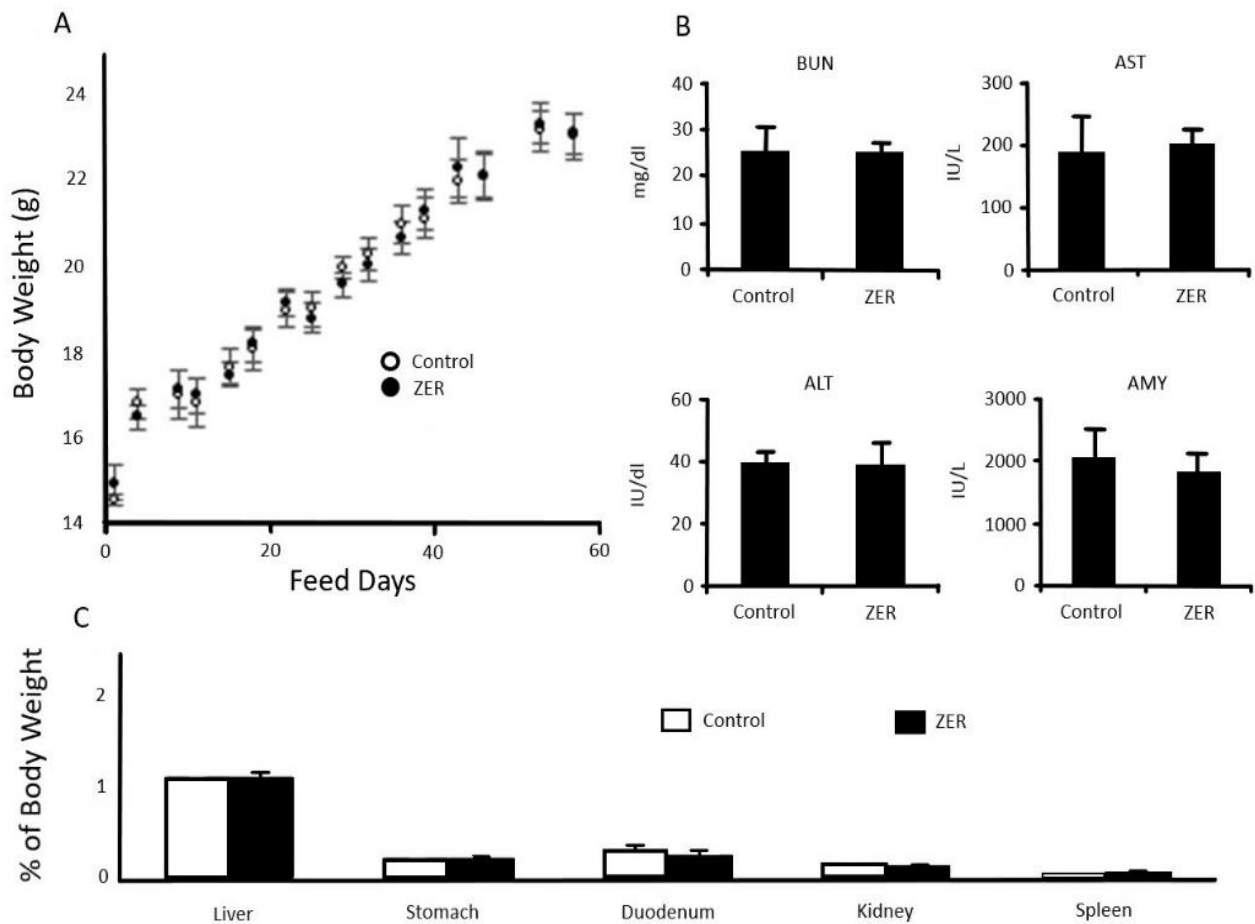 A
Body Weight (g)
24
22
20
18
16
14
0
20
40
60
Feed Days
Control
ZER
B
BUN
mg/dl
40
30
20
10
0
Control
ZER
AST
IU/L
300
200
100
0
Control
ZER
ALT
IU/dl
60
40
20
0
Control
ZER
AMY
IU/L
3000
2000
1000
0
Control
ZER
C
% of Body Weight
2
1
0
Control
ZER
Liver
Stomach
Duodenum
Kidney
Spleen